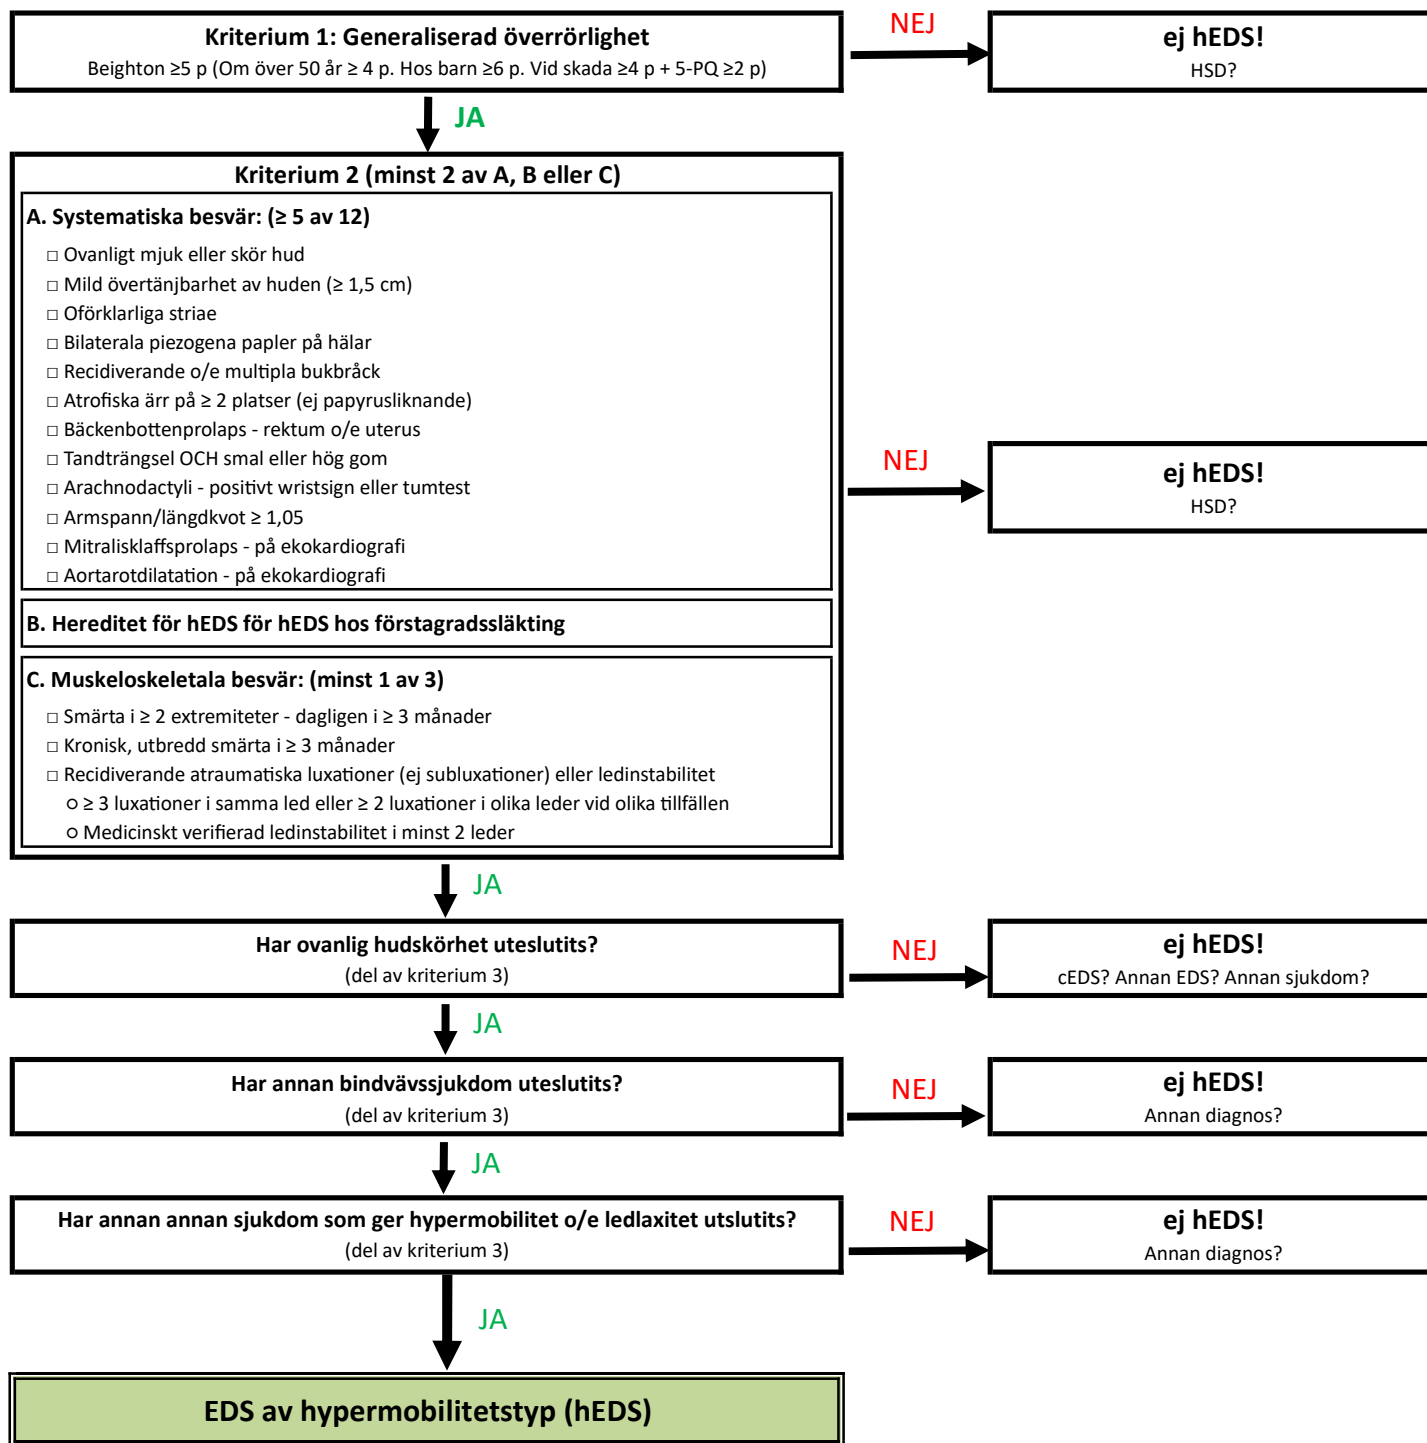 Kriterium 1: Generaliserad överrörlighet
Beighton ≥5 p (Om över 50 år ≥ 4 p. Hos barn ≥6 p. Vid skada ≥4 p + 5-PQ ≥2 p)
NEJ
ej hEDS!
HSD?
JA
Kriterium 2 (minst 2 av A, B eller C)
A. Systematiska besvär: (≥ 5 av 12)
□ Ovanligt mjuk eller skör hud
□ Mild övertänjbarhet av huden (≥ 1,5 cm)
□ Oförklarliga striae
□ Bilaterala piezogena papler på hälar
□ Recidiverande o/e multipla bukbråck
□ Atrofiska ärr på ≥ 2 platser (ej papyrusliknande)
□ Bäckenbottenprolaps - rektum o/e uterus
□ Tandträngsel OCH smal eller hög gom
□ Arachnodactyli - positivt wristsign eller tumtest
□ Armspann/längdkvot ≥ 1,05
□ Mitralisklaffsprolaps - på ekokardiografi
□ Aortarotdilatation - på ekokardiografi
B. Hereditet för hEDS för hEDS hos förstagradssläkting
C. Muskeloskeletala besvär: (minst 1 av 3)
□ Smärta i ≥ 2 extremiteter - dagligen i ≥ 3 månader
□ Kronisk, utbredd smärta i ≥ 3 månader
□ Recidiverande atraumatiska luxationer (ej subluxationer) eller ledinstabilitet
○ ≥ 3 luxationer i samma led eller ≥ 2 luxationer i olika leder vid olika tillfällen
○ Medicinskt verifierad ledinstabilitet i minst 2 leder
NEJ
ej hEDS!
HSD?
JA
Har ovanlig hudskörhet uteslutits?
(del av kriterium 3)
NEJ
ej hEDS!
cEDS? Annan EDS? Annan sjukdom?
JA
Har annan bindvävssjukdom uteslutits?
(del av kriterium 3)
NEJ
ej hEDS!
Annan diagnos?
JA
Har annan annan sjukdom som ger hypermobilitet o/e ledlaxitet utslutits?
(del av kriterium 3)
NEJ
ej hEDS!
Annan diagnos?
JA
EDS av hypermobilitetstyp (hEDS)